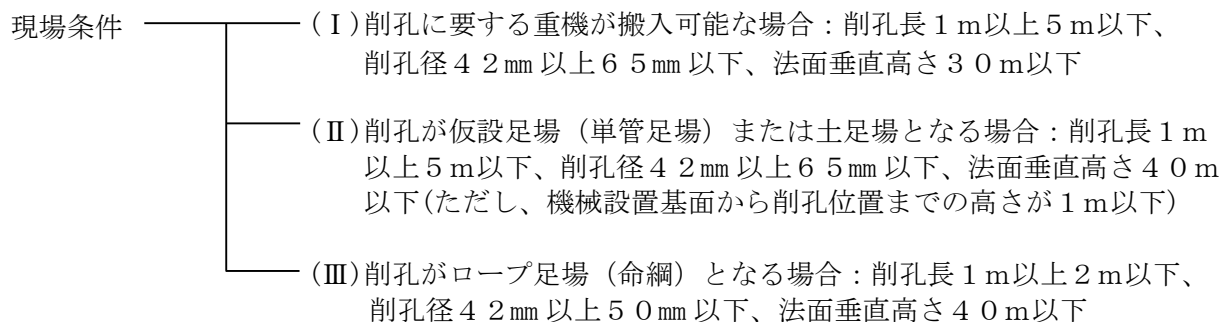 現場条件
(Ⅰ)削孔に要する重機が搬入可能な場合：削孔長１ｍ以上５ｍ以下、
削孔径４２㎜以上６５㎜以下、法面垂直高さ３０ｍ以下
(Ⅱ)削孔が仮設足場（単管足場）または土足場となる場合：削孔長１ｍ
以上５ｍ以下、削孔径４２㎜以上６５㎜以下、法面垂直高さ４０ｍ
以下(ただし、機械設置基面から削孔位置までの高さが１ｍ以下)
(Ⅲ)削孔がロープ足場（命綱）となる場合：削孔長１ｍ以上２ｍ以下、
削孔径４２㎜以上５０㎜以下、法面垂直高さ４０ｍ以下